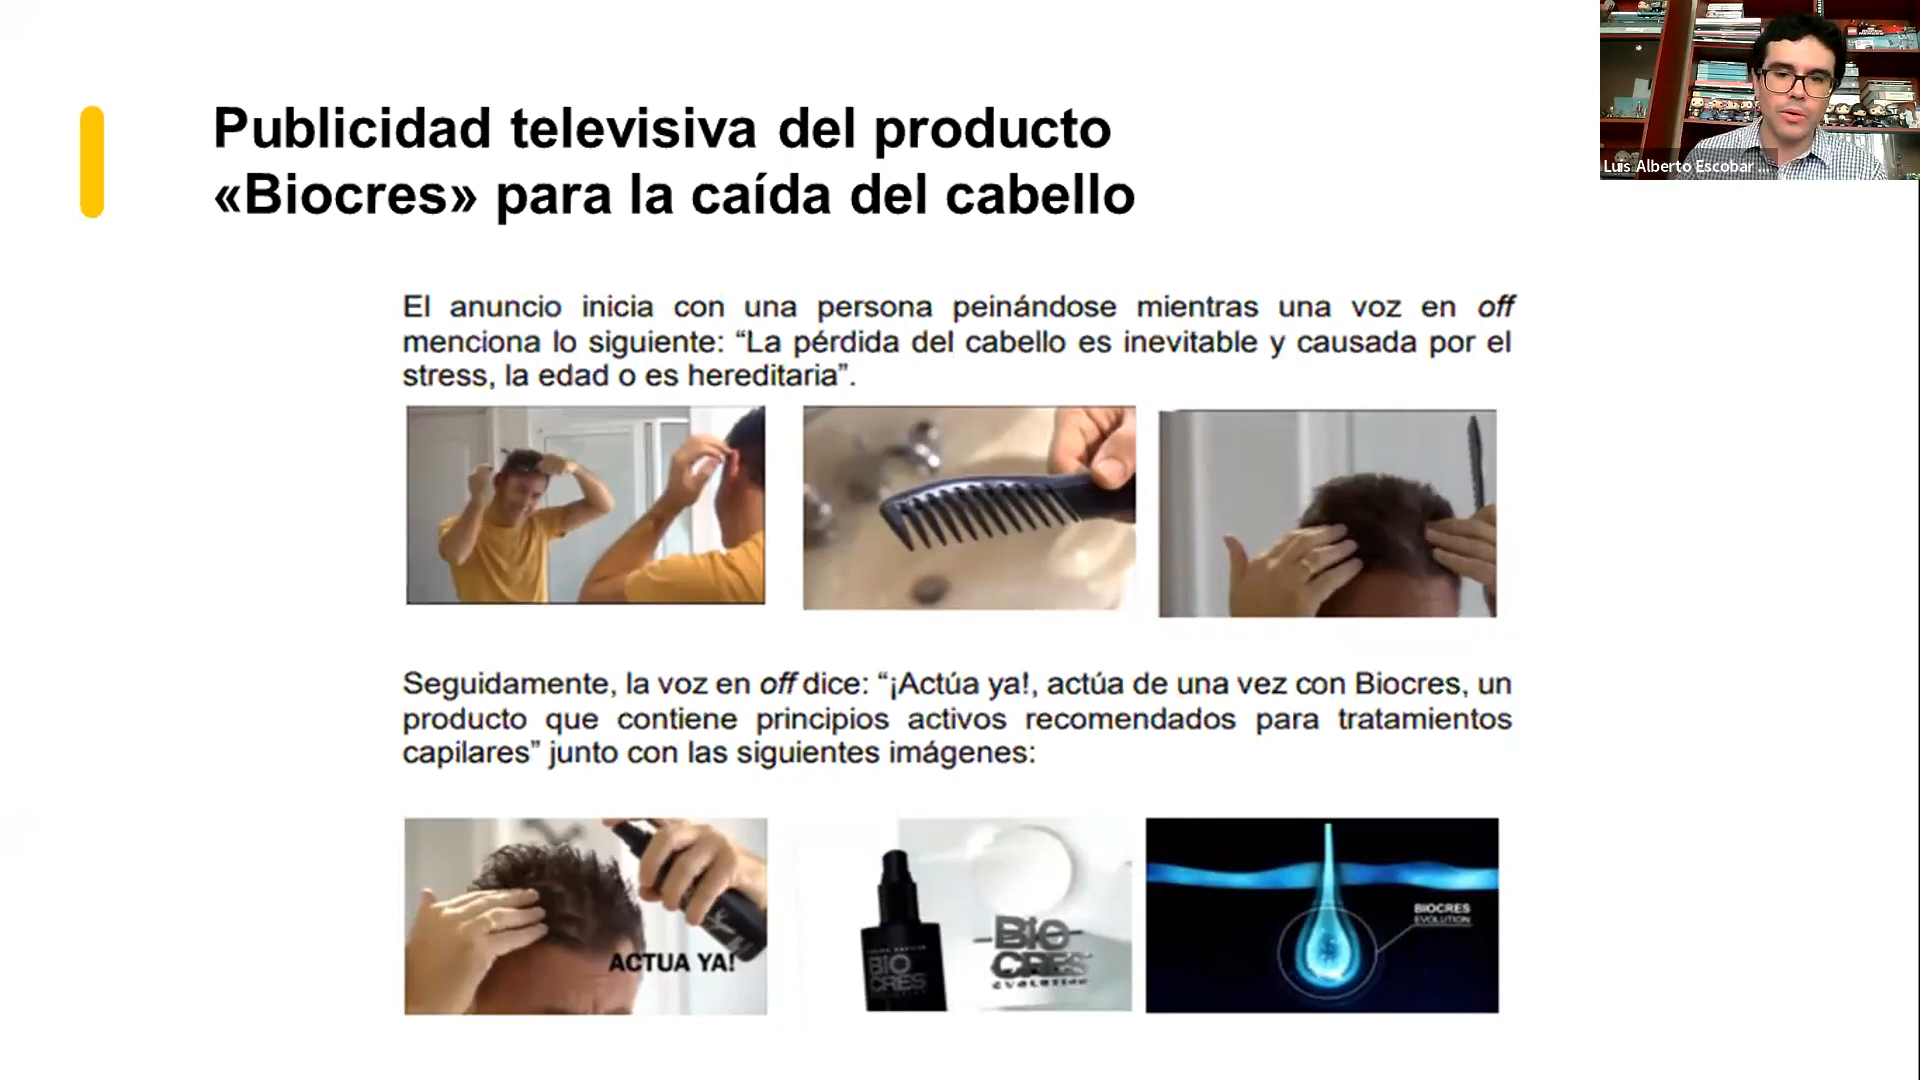 Publicidad televisiva del producto
«Biocres» para la caída del cabello
Luis Alberto Escobar ...
El anuncio inicia con una persona peinándose mientras una voz en off
menciona lo siguiente: “La pérdida del cabello es inevitable y causada por el
stress, la edad o es hereditaria”.
Seguidamente, la voz en off dice: “¡Actúa ya!, actúa de una vez con Biocres, un
producto que contiene principios activos recomendados para tratamientos
capilares” junto con las siguientes imágenes:
ACTUA YA!
BIO
CRES
BIO
CRES
EVOLUTION
BIOCRES
EVOLUTION